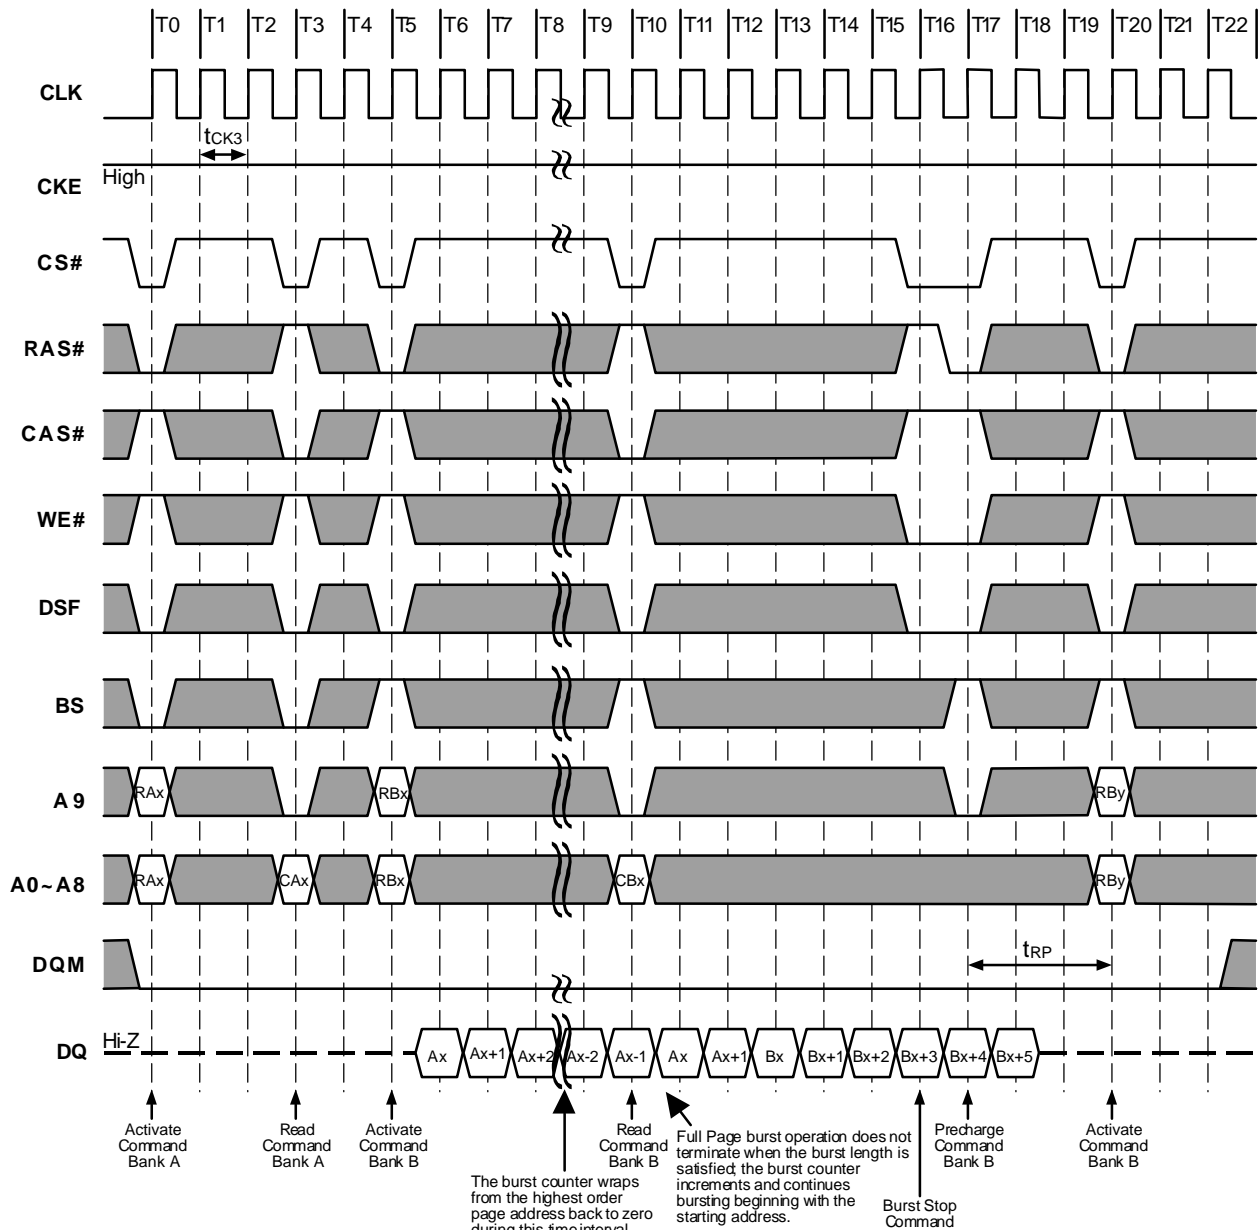 T0 T1 T2 T3 T4 T5 T6 T7 T8 T9 T10 T11 T12 T13 T14 T15 T16 T17 T18 T19 T20 T21 T22
CLK
tCK3
High
CKE
CS#
RAS#
CAS#
WE#
DSF
BS
A9
RAx RBx RBy
A0~A8
RAx CAx RBx CBx RBy
DQM
tRP
Hi-Z
DQ
Ax Ax+1 Ax+2 Ax-2 Ax-1 Ax Ax+1 Bx Bx+1 Bx+2 Bx+3 Bx+4 Bx+5
Activate
Command
Bank A
Read
Command
Bank A
Activate
Command
Bank B
The burst counter wraps
from the highest order
page address back to zero
during this time interval
Read
Command
Bank B
Full Page burst operation does not
terminate when the burst length is
satisfied; the burst counter
increments and continues
bursting beginning with the
starting address.
Burst Stop
Command
Precharge
Command
Bank B
Activate
Command
Bank B